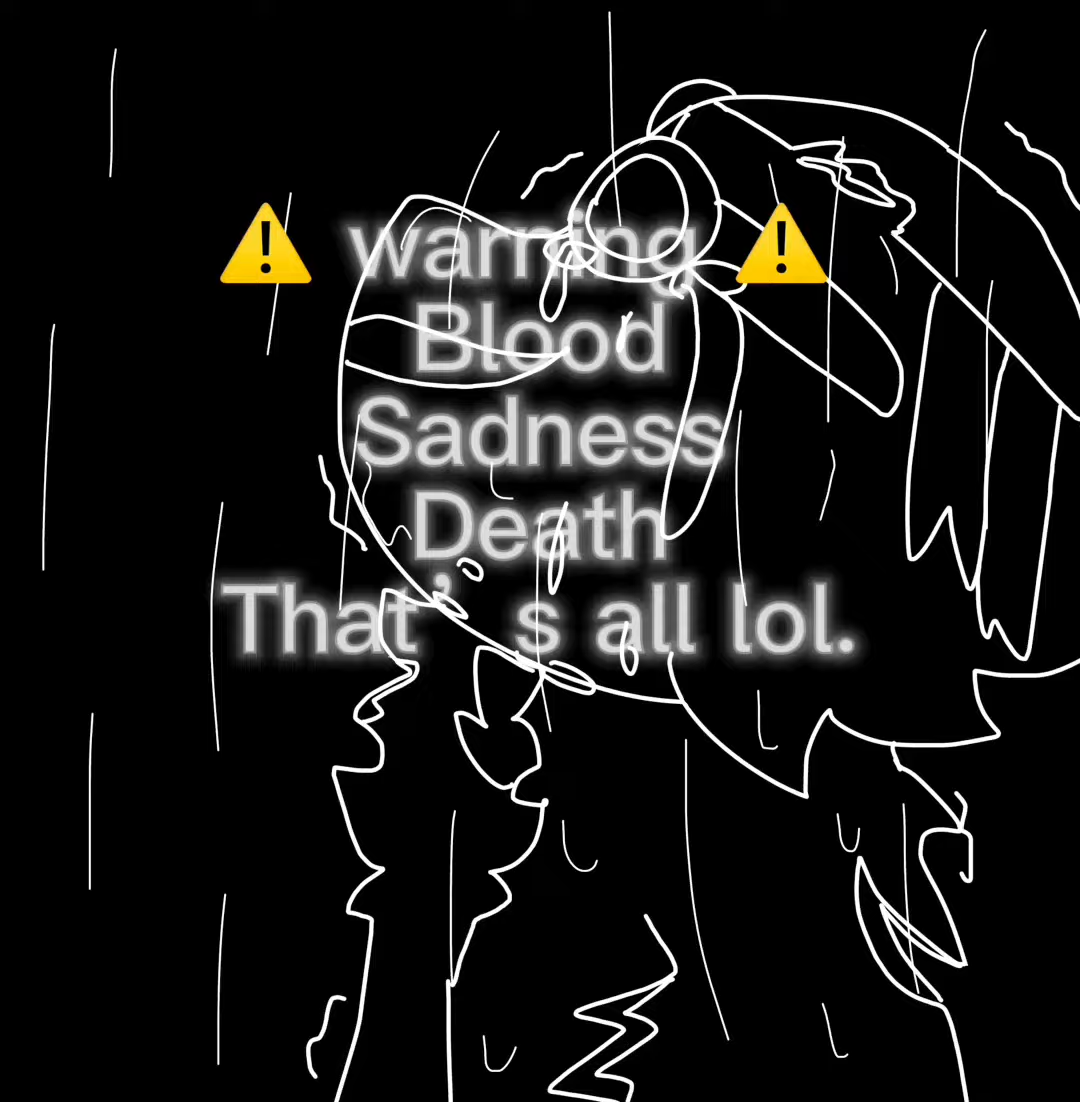 ⚠️ warning ⚠️
Blood
Sadness
Death
That’s all lol.